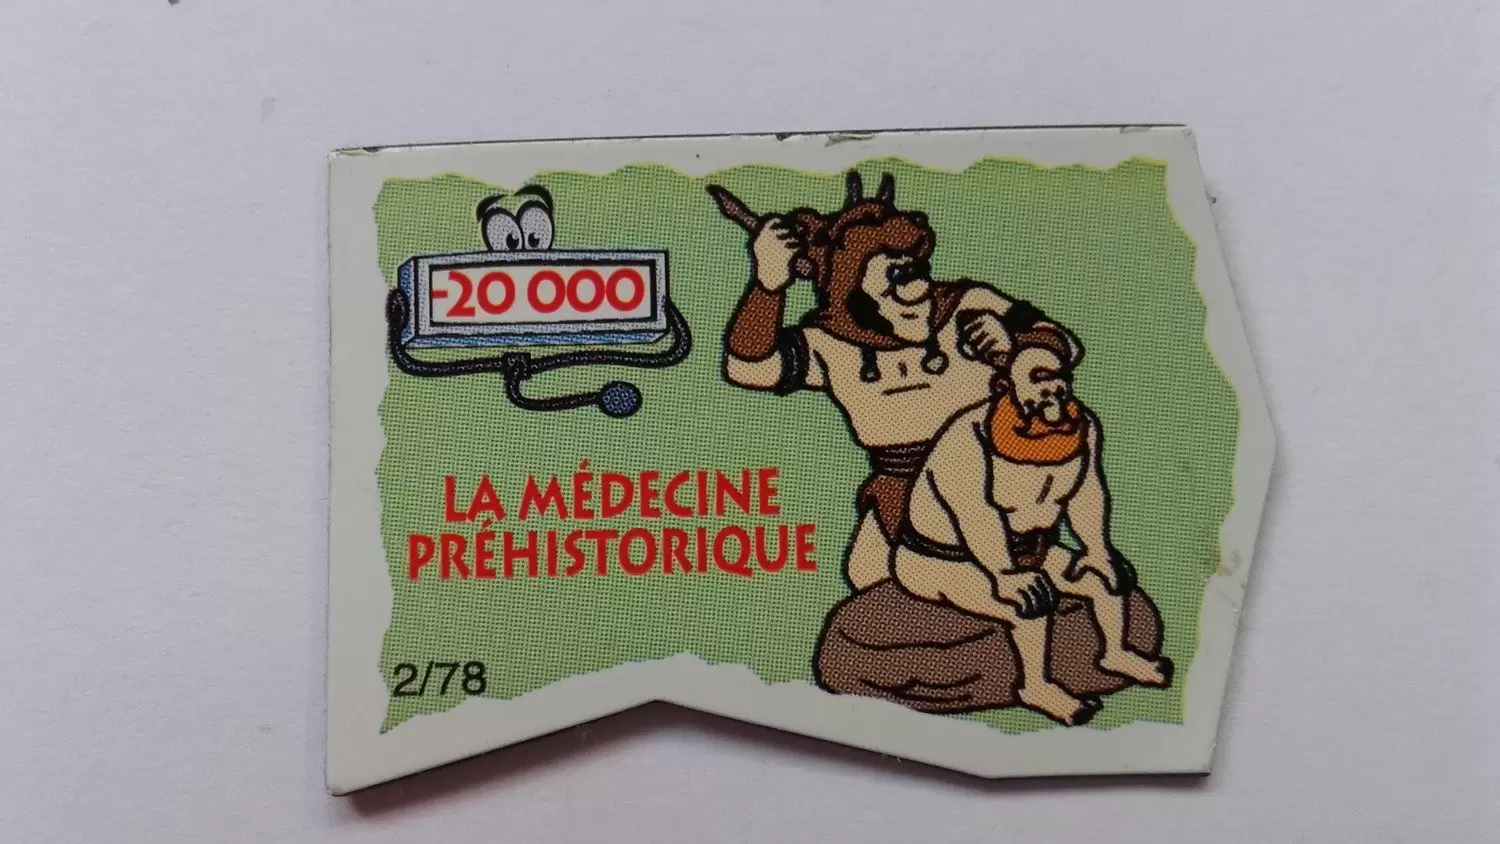 -20 000
LA MÉDECINE
PRÉHISTORIQUE
2/78